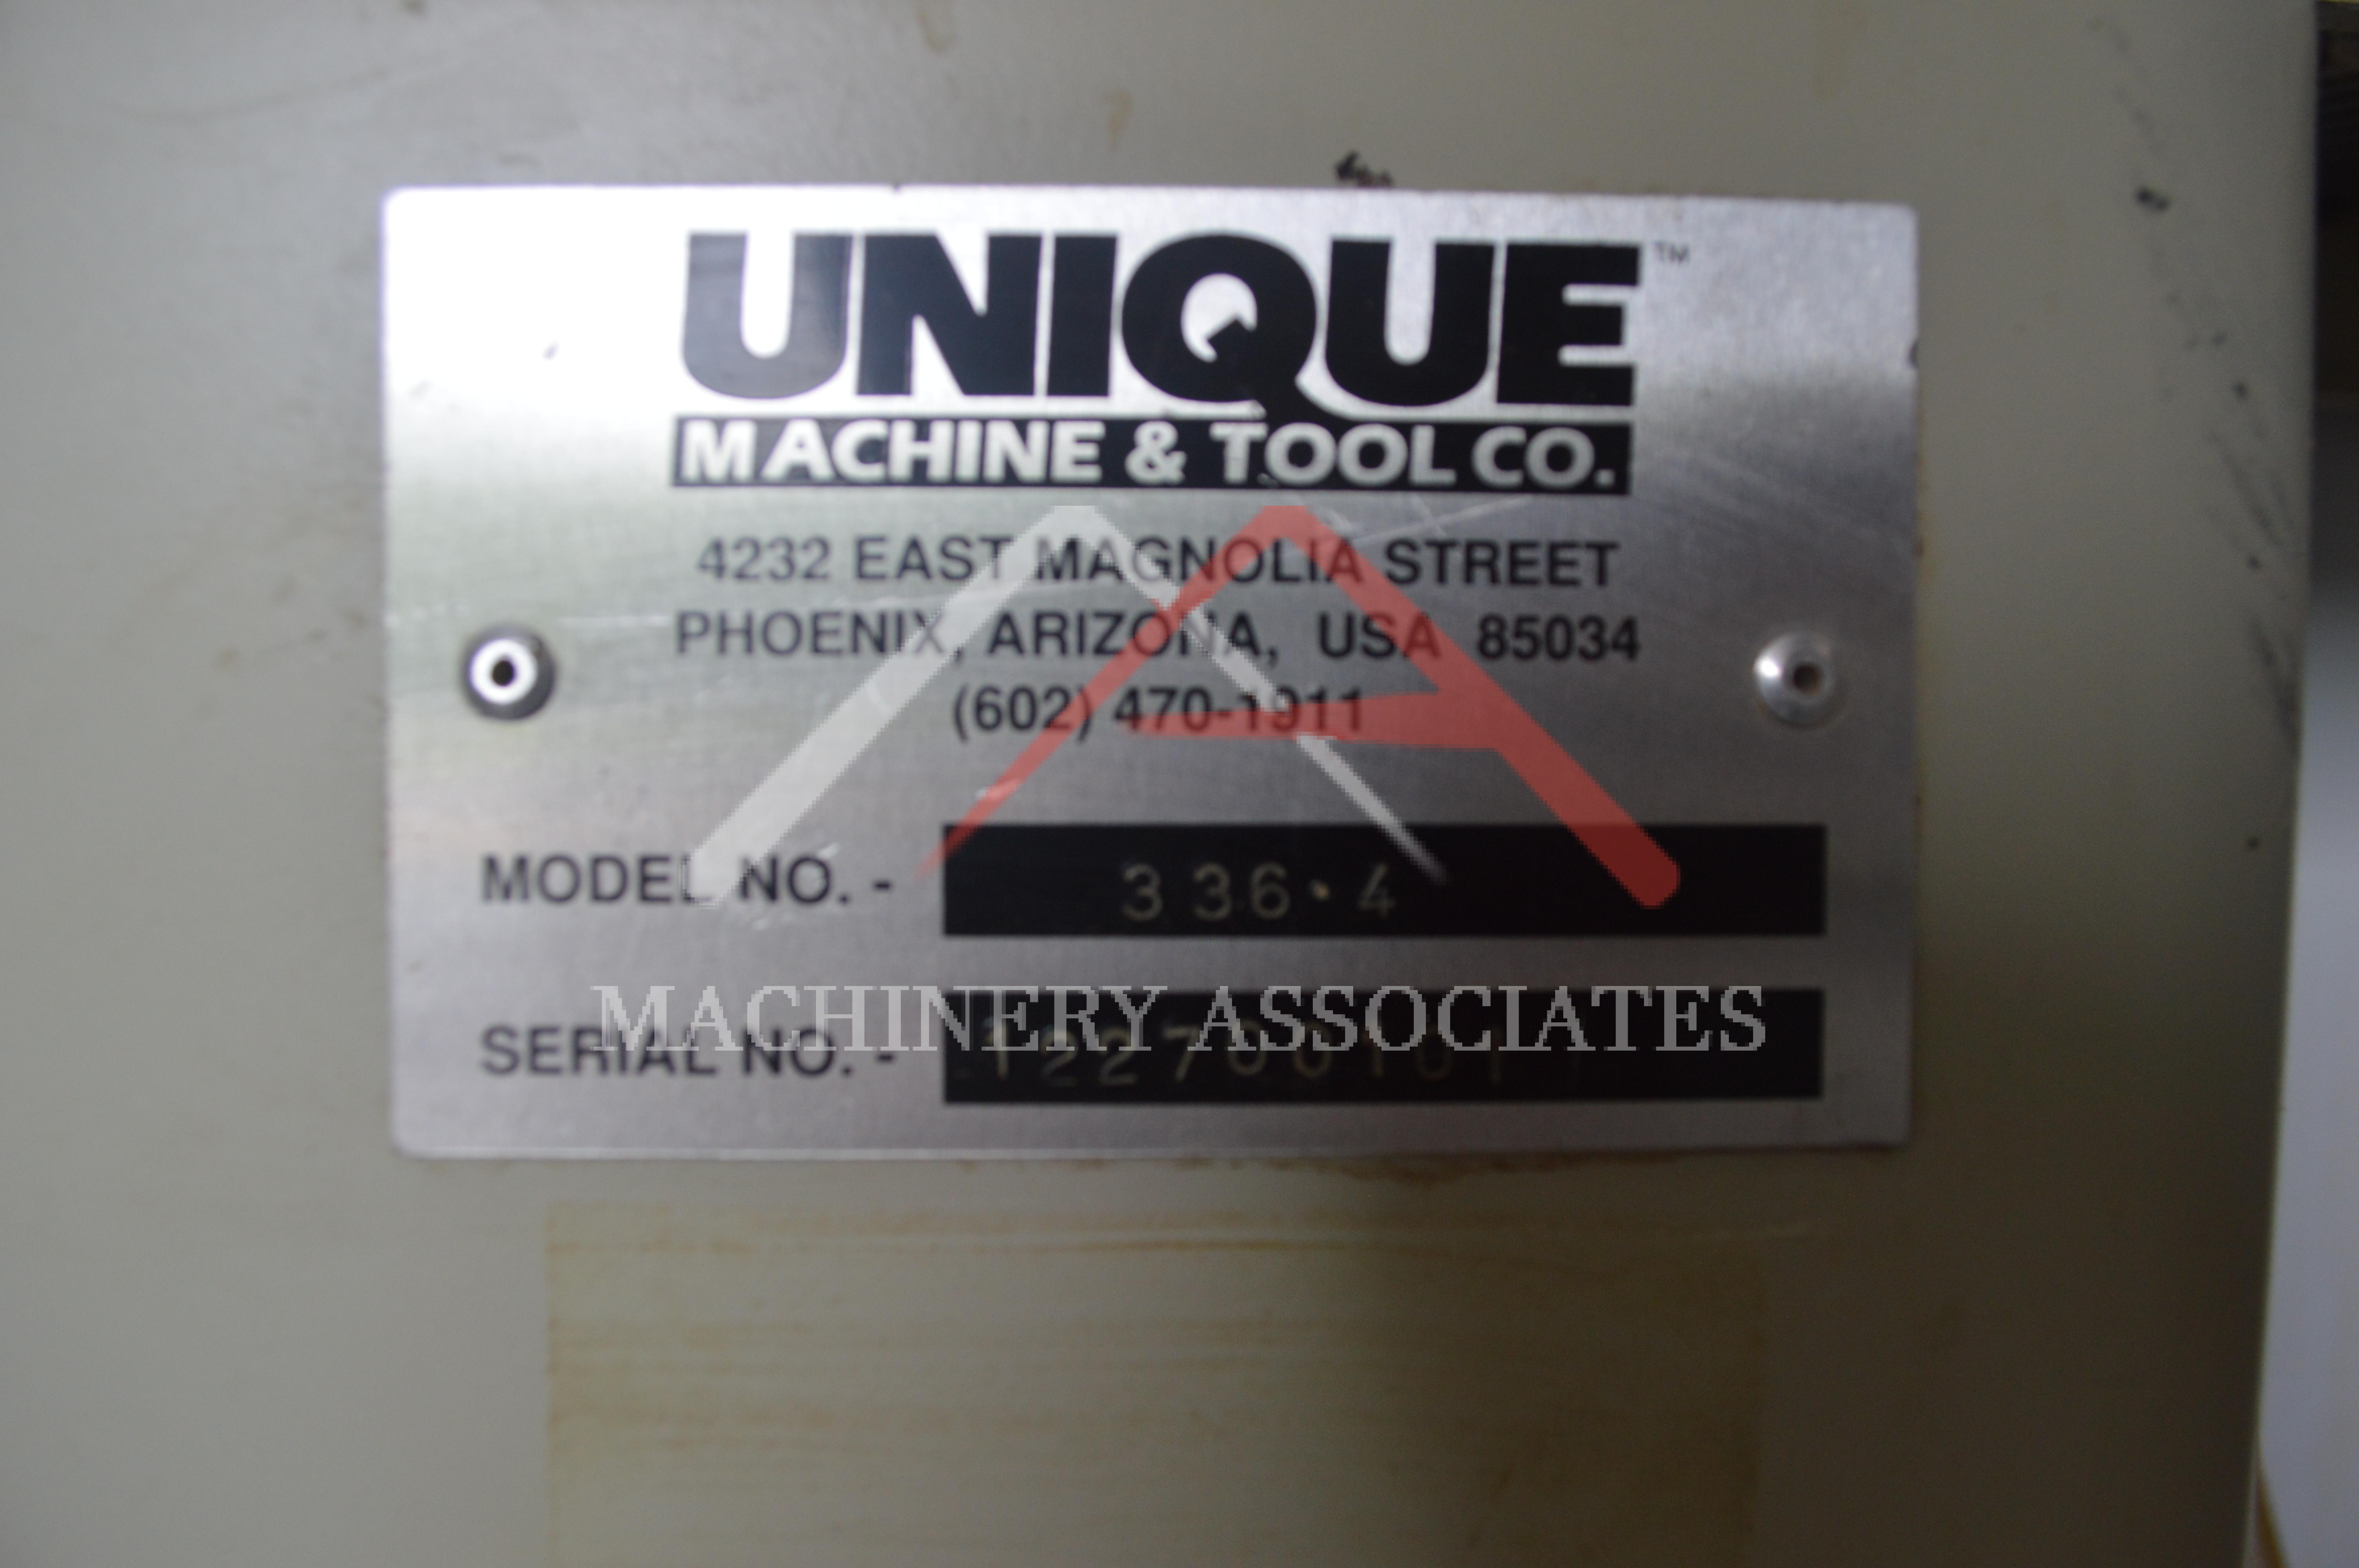 UNIQUE™
MACHINE & TOOL CO.
4232 EAST MAGNOLIA STREET
PHOENIX, ARIZONA, USA 85034
(602) 470-1911
MODEL NO. - 336·4
MACHINERY ASSOCIATES
SERIAL NO. - 122700101